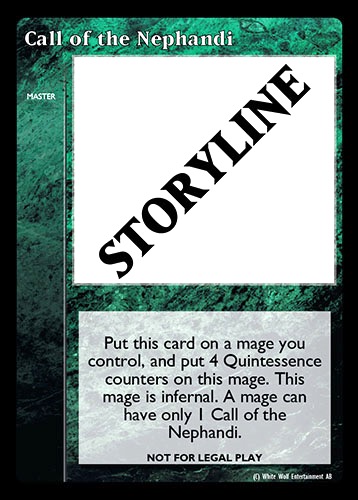 Call of the Nephandi
MASTER
STORYLINE
Put this card on a mage you
control, and put 4 Quintessence
counters on this mage. This
mage is infernal. A mage can
have only 1 Call of the
Nephandi.
NOT FOR LEGAL PLAY
(C) White Wolf Entertainment AB